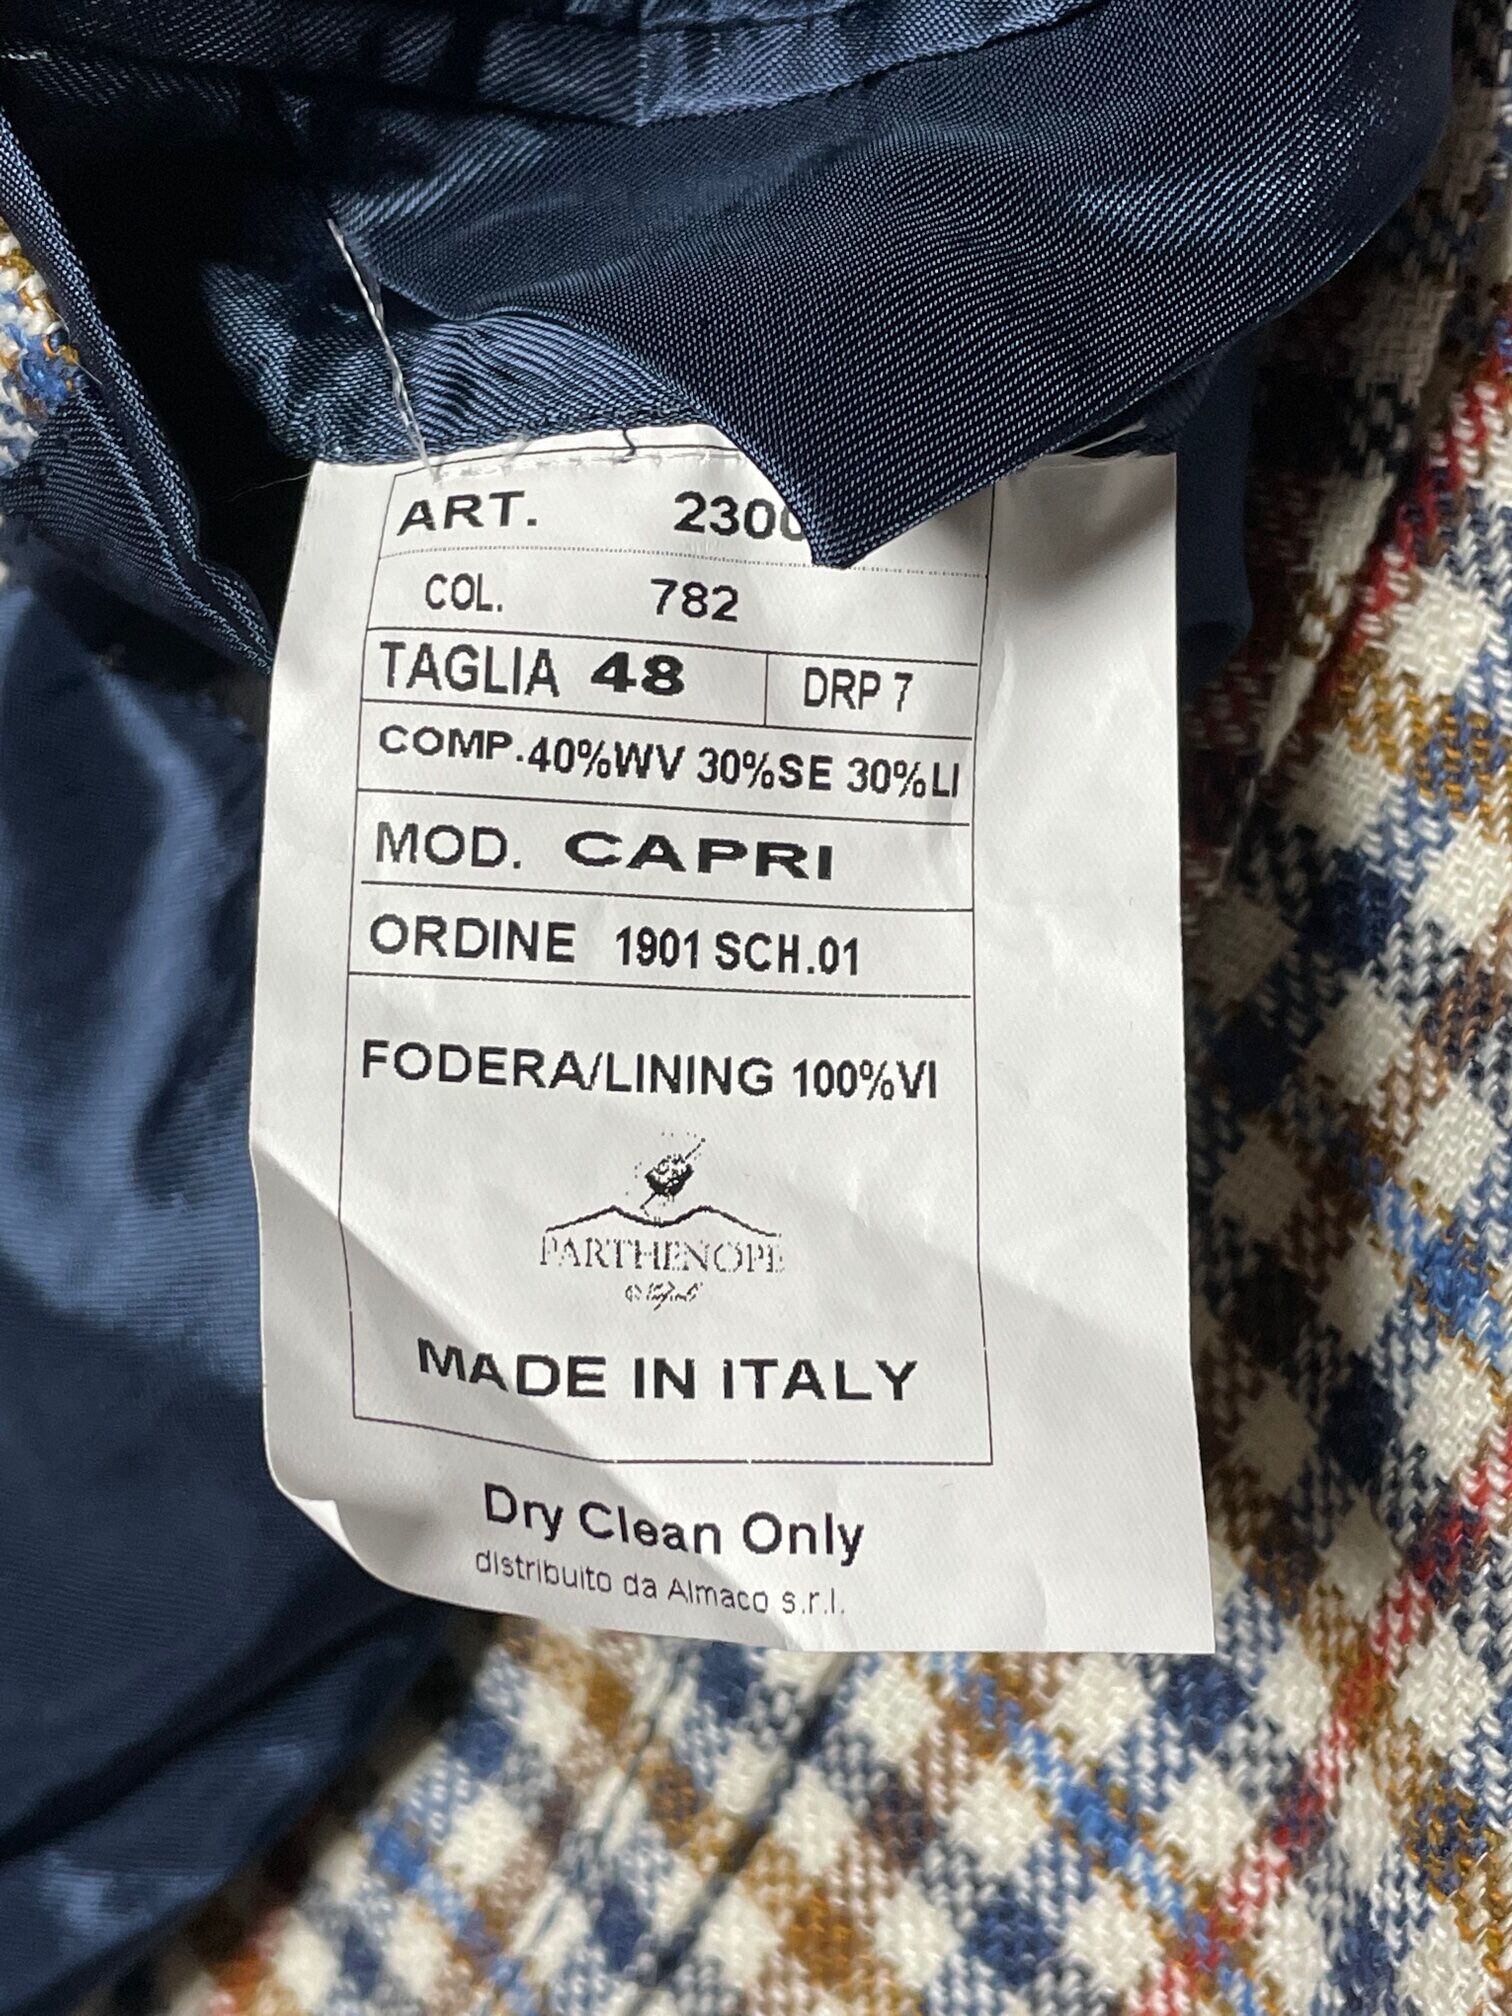 ART. 2300
COL. 782
TAGLIA 48 DRP 7
COMP.40%WV 30%SE 30%LI
MOD. CAPRI
ORDINE 1901 SCH.01
FODERA/LINING 100%VI
PARTHENOPE
MADE IN ITALY
Dry Clean Only
distribuito da Almaco s.r.l.